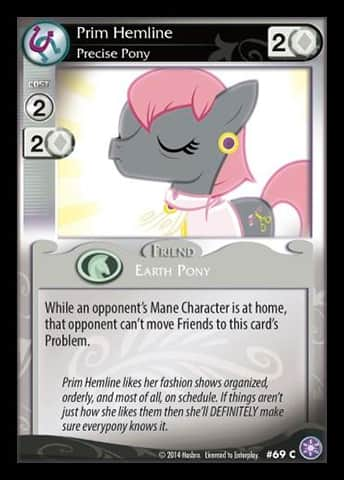 Prim Hemline
Precise Pony
2
COST
2
2
FRIEND
EARTH PONY
While an opponent's Mane Character is at home,
that opponent can't move Friends to this card's
Problem.
Prim Hemline likes her fashion shows organized,
orderly, and most of all, on schedule. If things aren't
just how she likes them then she'll DEFINITELY make
sure everypony knows it.
© 2014 Hasbro. Licensed to Enterplay.
#69 C